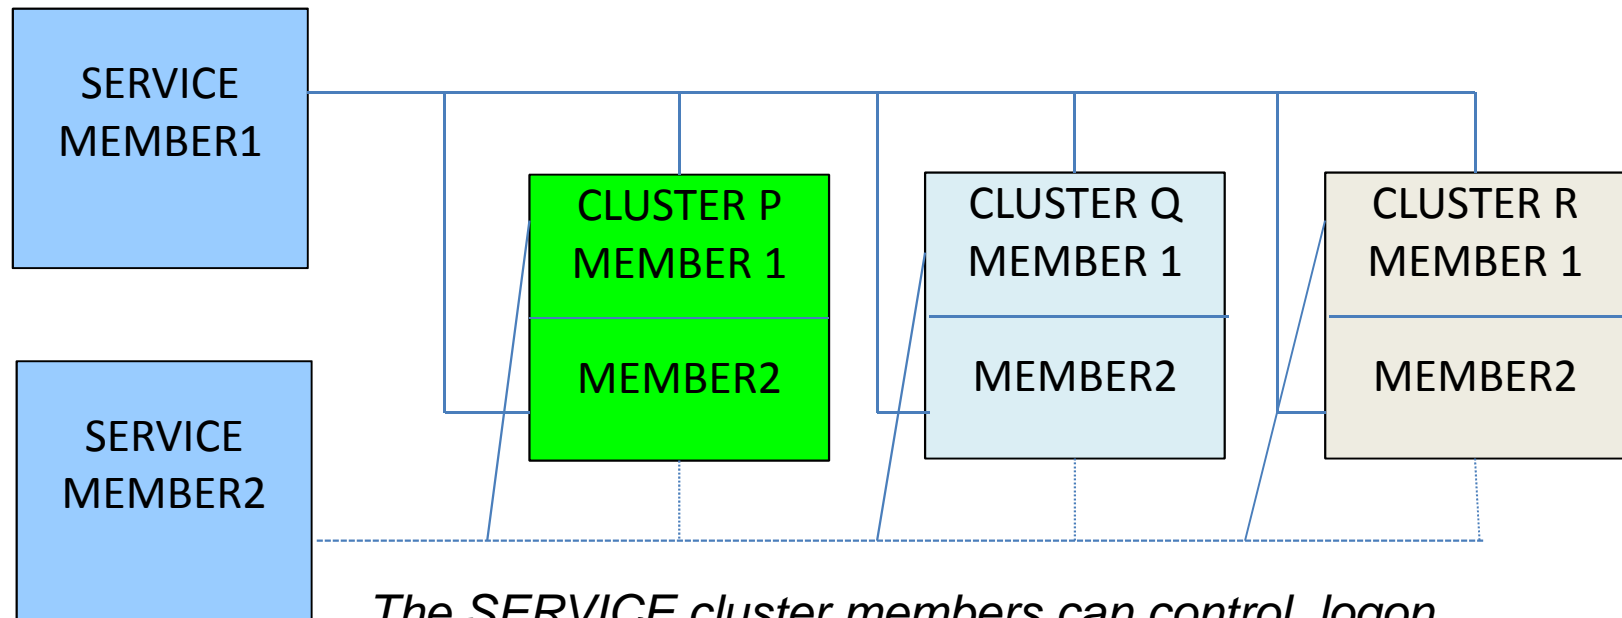 SERVICE
MEMBER1
CLUSTER P
MEMBER 1
MEMBER2
CLUSTER Q
MEMBER 1
MEMBER2
CLUSTER R
MEMBER 1
MEMBER2
SERVICE
MEMBER2
The SERVICE cluster members can control, logon